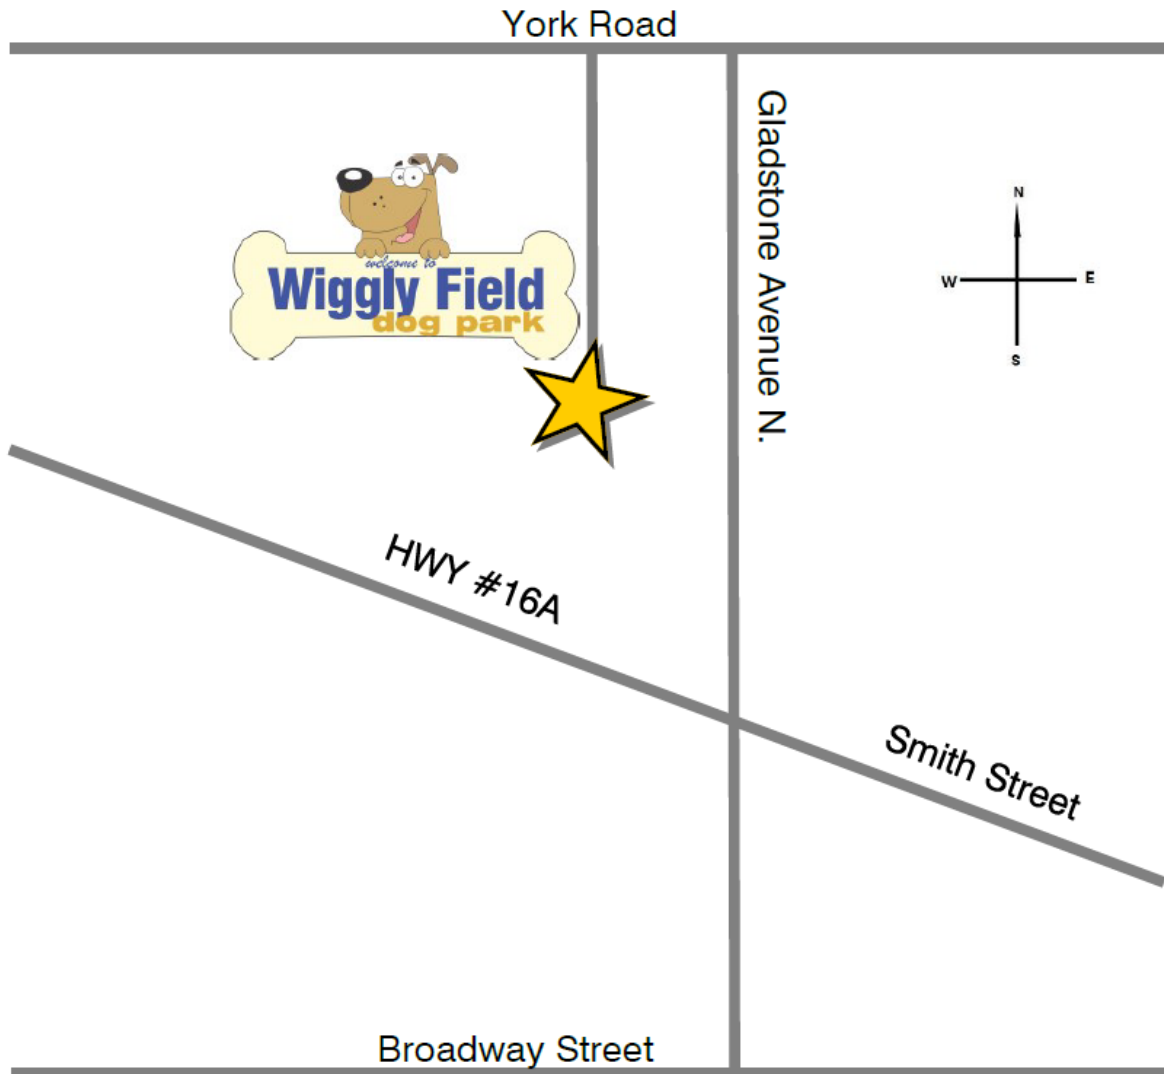 York Road
Gladstone Avenue N.
N
W
E
S
welcome to
Wiggly Field
dog park
HWY #16A
Smith Street
Broadway Street